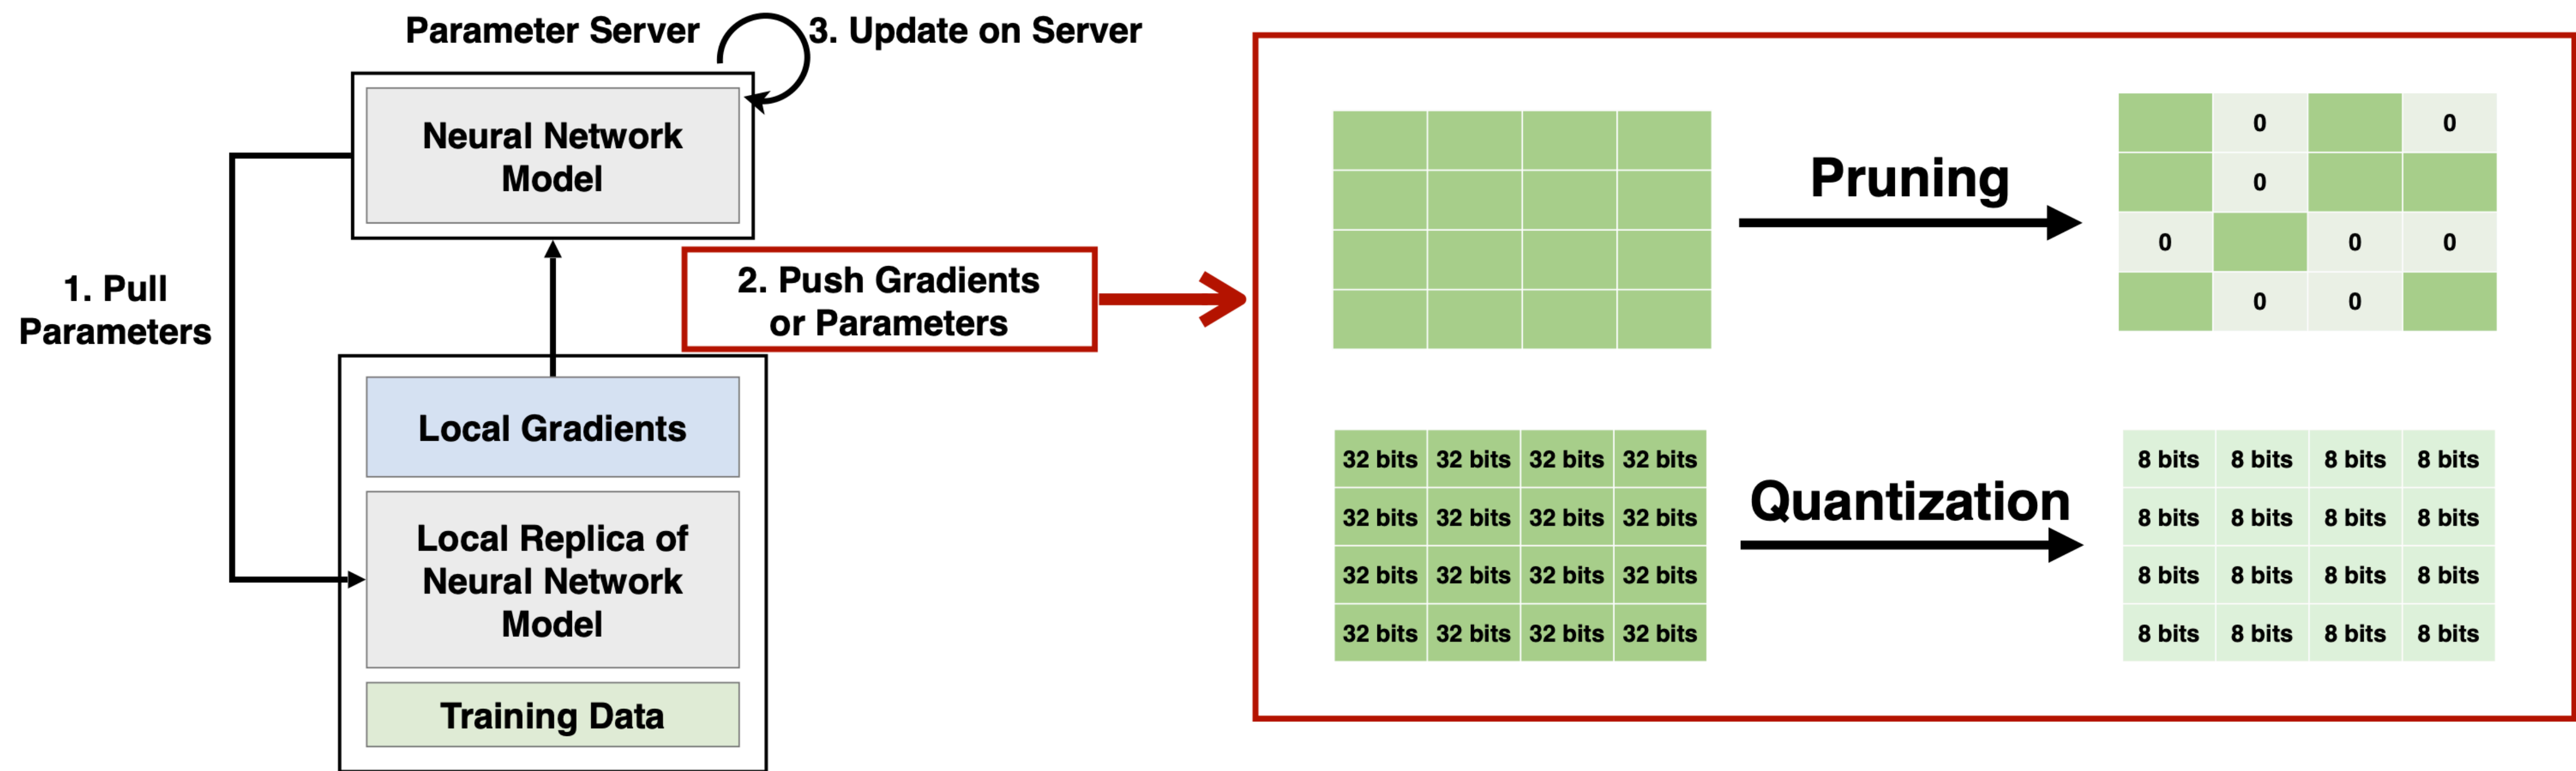 Parameter Server
3. Update on Server
Neural Network
Model
1. Pull
Parameters
2. Push Gradients
or Parameters
Local Gradients
Local Replica of
Neural Network
Model
Training Data
Pruning
0 0
0
0 0 0
0 0
32 bits 32 bits 32 bits 32 bits
32 bits 32 bits 32 bits 32 bits
32 bits 32 bits 32 bits 32 bits
32 bits 32 bits 32 bits 32 bits
Quantization
8 bits 8 bits 8 bits 8 bits
8 bits 8 bits 8 bits 8 bits
8 bits 8 bits 8 bits 8 bits
8 bits 8 bits 8 bits 8 bits